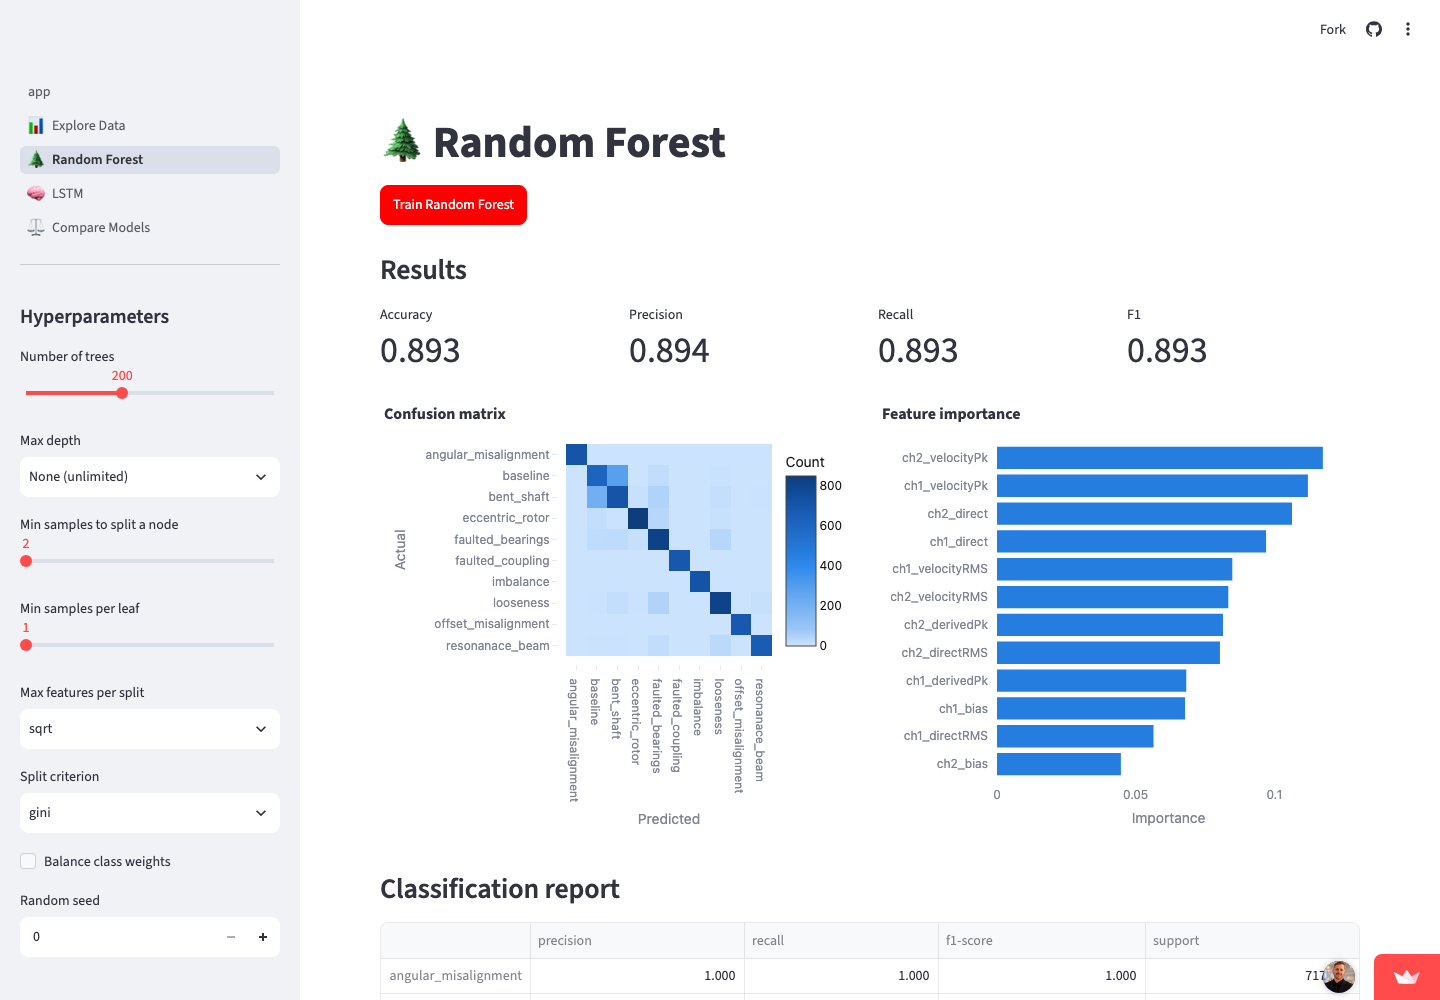 Fork
app
Explore Data
Random Forest
LSTM
Compare Models
Hyperparameters
Number of trees
200
Max depth
None (unlimited)
Min samples to split a node
2
Min samples per leaf
1
Max features per split
sqrt
Split criterion
gini
Balance class weights
Random seed
0
Random Forest
Train Random Forest
Results
Accuracy
0.893
Precision
0.894
Recall
0.893
F1
0.893
Confusion matrix
Actual
angular_misalignment
baseline
bent_shaft
eccentric_rotor
faulted_bearings
faulted_coupling
imbalance
looseness
offset_misalignment
resonanace_beam
angular_misalignment
baseline
bent_shaft
eccentric_rotor
faulted_bearings
faulted_coupling
imbalance
looseness
offset_misalignment
resonanace_beam
Predicted
Count
800
600
400
200
0
Feature importance
ch2_velocityPk
ch1_velocityPk
ch2_direct
ch1_direct
ch1_velocityRMS
ch2_velocityRMS
ch2_derivedPk
ch2_directRMS
ch1_derivedPk
ch1_bias
ch1_directRMS
ch2_bias
0 0.05 0.1
Importance
Classification report
precision recall f1-score support
angular_misalignment 1.000 1.000 1.000